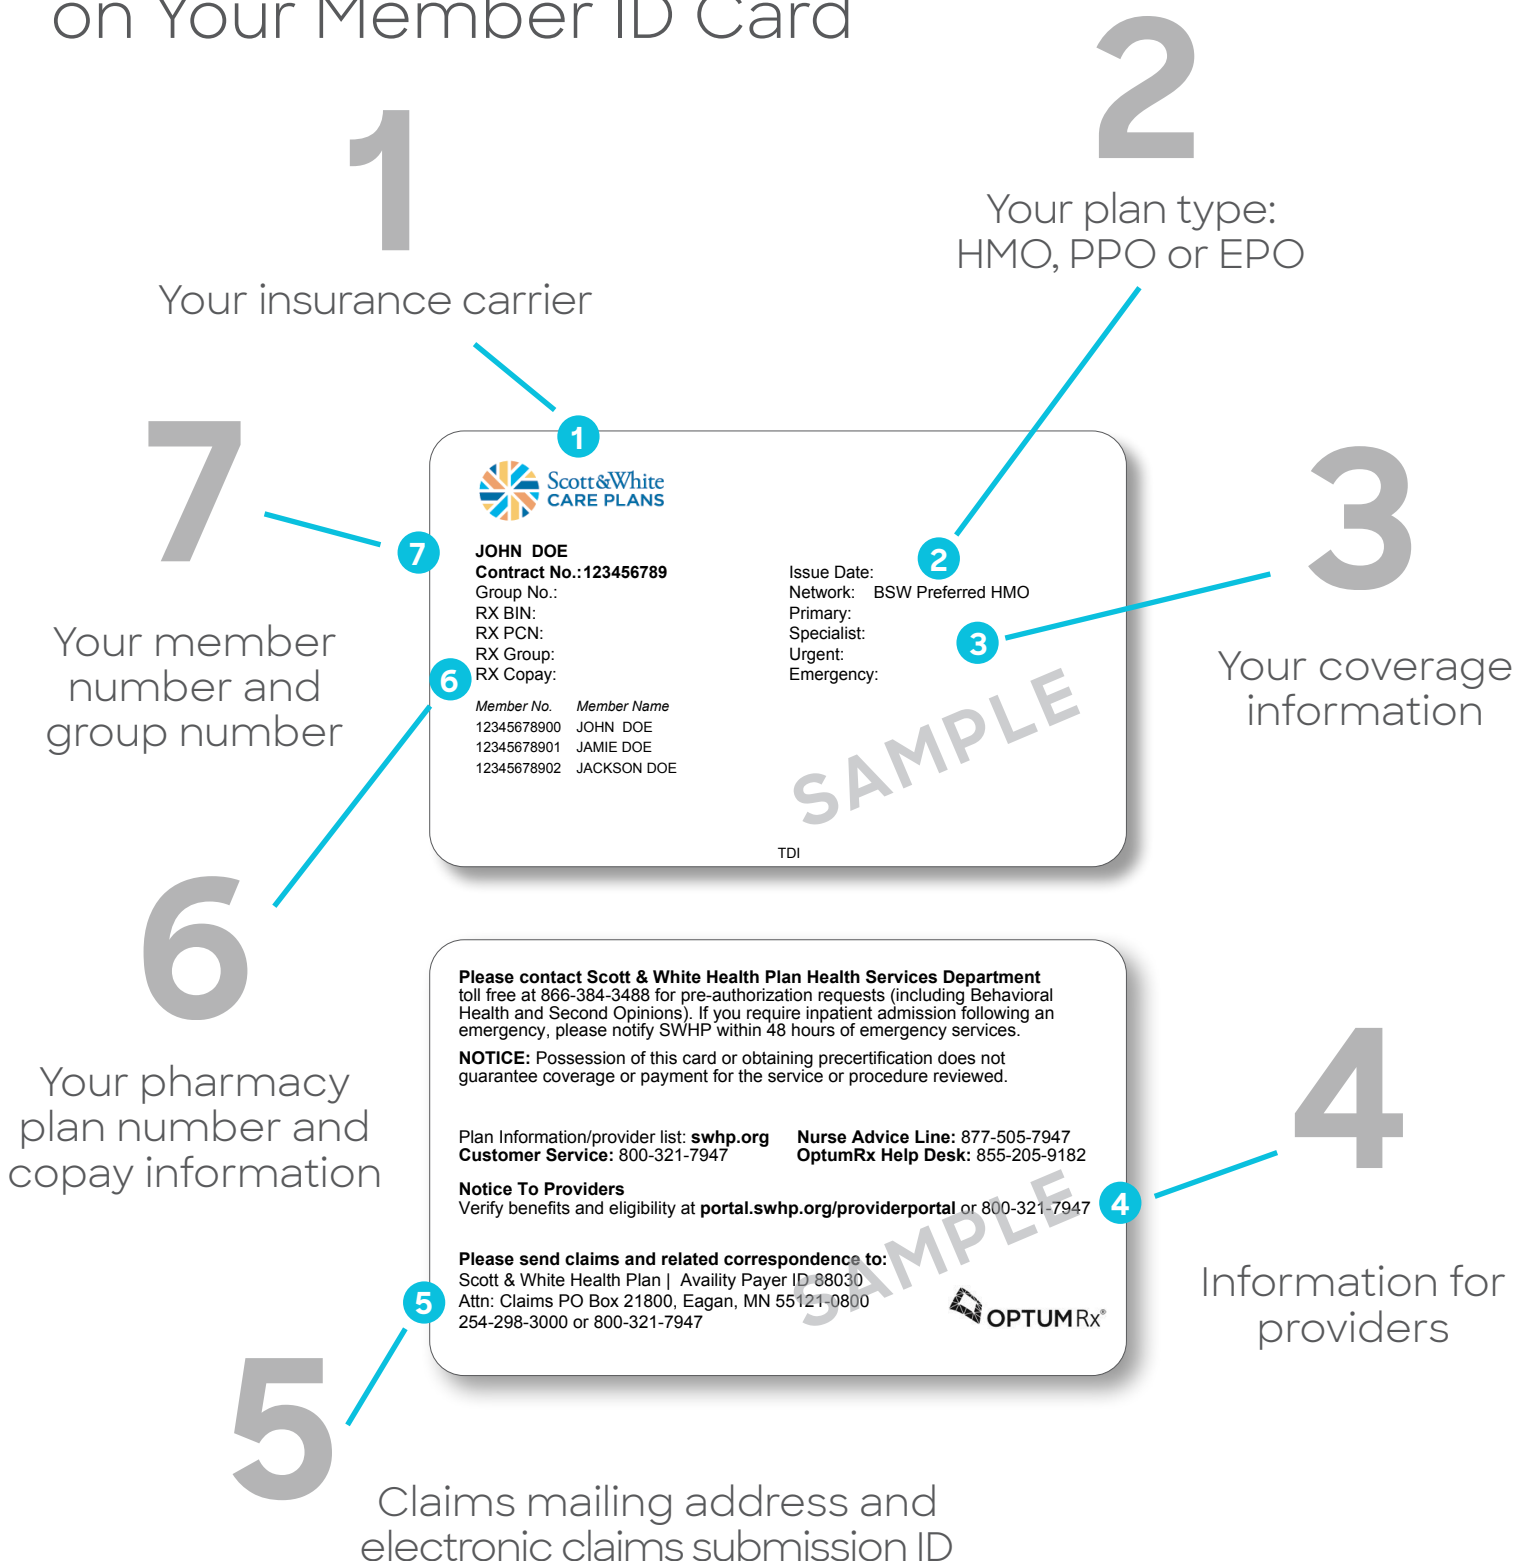 on Your Member ID Card
1
Your insurance carrier
2
Your plan type:
HMO, PPO or EPO
7
Your member
number and
group number
3
Your coverage
information
6
Your pharmacy
plan number and
copay information
1
Scott&White
CARE PLANS
7
JOHN DOE
Contract No.:123456789
Group No.:
RX BIN:
RX PCN:
RX Group:
6
RX Copay:
Member No. Member Name
12345678900 JOHN DOE
12345678901 JAMIE DOE
12345678902 JACKSON DOE
2
Issue Date:
Network: BSW Preferred HMO
Primary:
Specialist:
3
Urgent:
Emergency:
SAMPLE
TDI
Please contact Scott & White Health Plan Health Services Department
toll free at 866-384-3488 for pre-authorization requests (including Behavioral
Health and Second Opinions). If you require inpatient admission following an
emergency, please notify SWHP within 48 hours of emergency services.
NOTICE: Possession of this card or obtaining precertification does not
guarantee coverage or payment for the service or procedure reviewed.
Plan Information/provider list: swhp.org Nurse Advice Line: 877-505-7947
Customer Service: 800-321-7947 OptumRx Help Desk: 855-205-9182
Notice To Providers
Verify benefits and eligibility at portal.swhp.org/providerportal or 800-321-7947
4
Please send claims and related correspondence to:
Scott & White Health Plan | Availity Payer ID 88030
5
Attn: Claims PO Box 21800, Eagan, MN 55121-0800
254-298-3000 or 800-321-7947
SAMPLE
OPTUMRx®
4
Information for
providers
5
Claims mailing address and
electronic claims submission ID